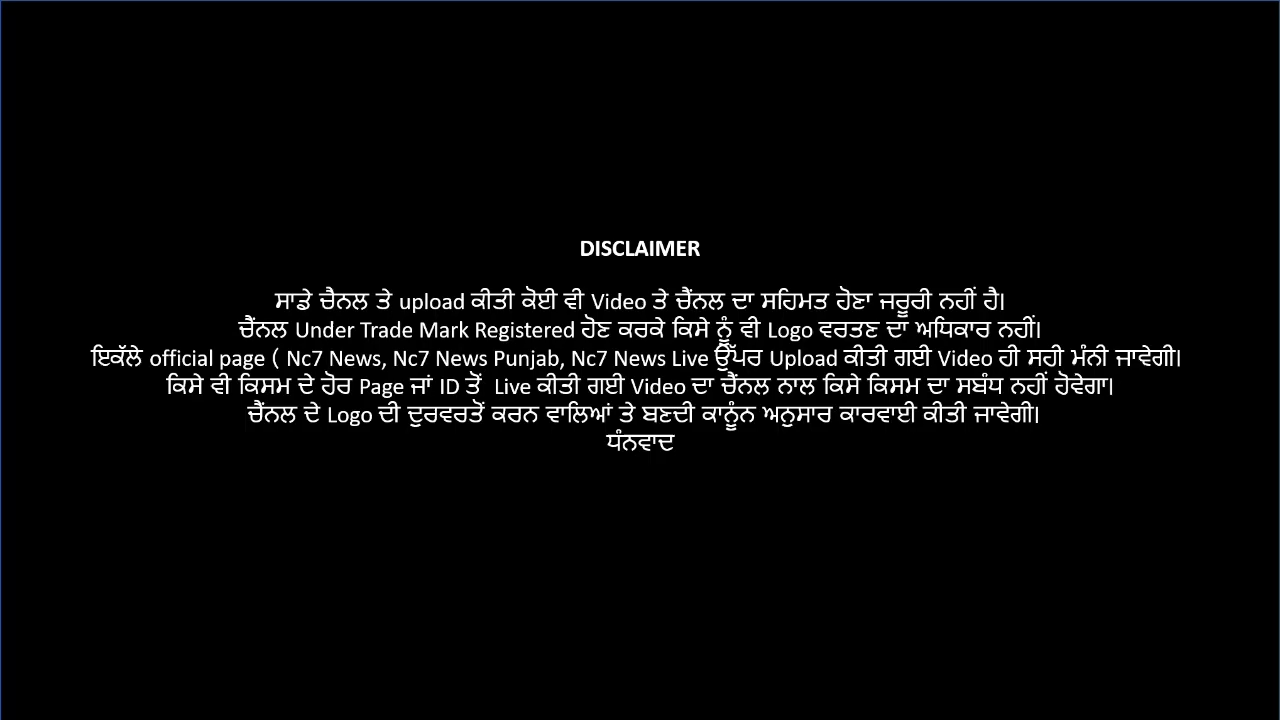 DISCLAIMER
ਸਾਡੇ ਚੈਨਲ ਤੇ upload ਕੀਤੀ ਕੋਈ ਵੀ Video ਤੇ ਚੈਂਨਲ ਦਾ ਸਹਿਮਤ ਹੋਣਾ ਜਰੂਰੀ ਨਹੀਂ ਹੈ।
ਚੈਂਨਲ Under Trade Mark Registered ਹੋਣ ਕਰਕੇ ਕਿਸੇ ਨੂੰ ਵੀ Logo ਵਰਤਣ ਦਾ ਅਧਿਕਾਰ ਨਹੀਂ।
ਇਕੱਲੇ official page ( Nc7 News, Nc7 News Punjab, Nc7 News Live ਉੱਪਰ Upload ਕੀਤੀ ਗਈ Video ਹੀ ਸਹੀ ਮੰਨੀ ਜਾਵੇਗੀ।
ਕਿਸੇ ਵੀ ਕਿਸਮ ਦੇ ਹੋਰ Page ਜਾਂ ID ਤੋਂ Live ਕੀਤੀ ਗਈ Video ਦਾ ਚੈਂਨਲ ਨਾਲ ਕਿਸੇ ਕਿਸਮ ਦਾ ਸਬੰਧ ਨਹੀਂ ਹੋਵੇਗਾ।
ਚੈਂਨਲ ਦੇ Logo ਦੀ ਦੁਰਵਰਤੋਂ ਕਰਨ ਵਾਲਿਆਂ ਤੇ ਬਣਦੀ ਕਾਨੂੰਨ ਅਨੁਸਾਰ ਕਾਰਵਾਈ ਕੀਤੀ ਜਾਵੇਗੀ।
ਧੰਨਵਾਦ